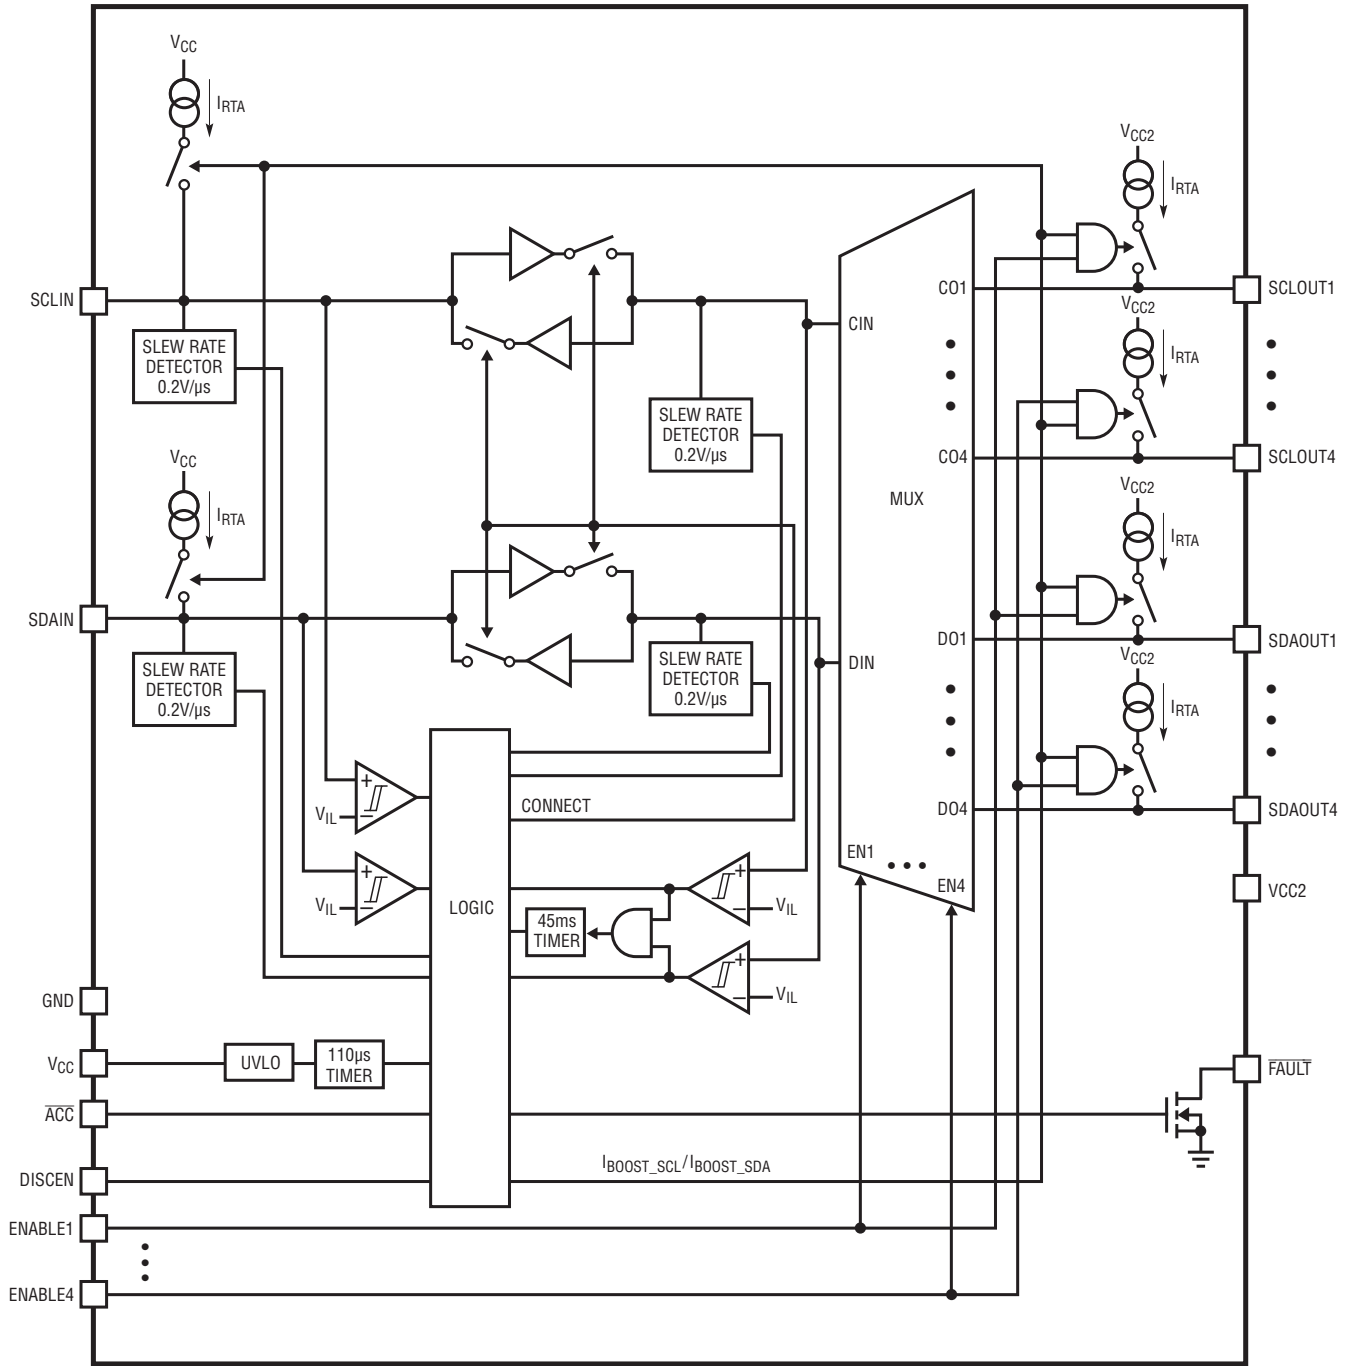 VCC
IRTA
VCC2
IRTA
SCLIN
SLEW RATE
DETECTOR
0.2V/µs
CIN
CO1
SCLOUT1
VCC2
IRTA
SLEW RATE
DETECTOR
0.2V/µs
CO4
SCLOUT4
VCC
IRTA
MUX
VCC2
IRTA
SDAIN
SLEW RATE
DETECTOR
0.2V/µs
SLEW RATE
DETECTOR
0.2V/µs
DIN
DO1
SDAOUT1
VCC2
IRTA
DO4
SDAOUT4
+
VIL
–
CONNECT
+
VIL
–
LOGIC
45ms
TIMER
+
–
VIL
+
–
VIL
EN1
EN4
VCC2
GND
VCC
UVLO
110µs
TIMER
FAULT
ACC
DISCEN
IBOOST_SCL/IBOOST_SDA
ENABLE1
ENABLE4